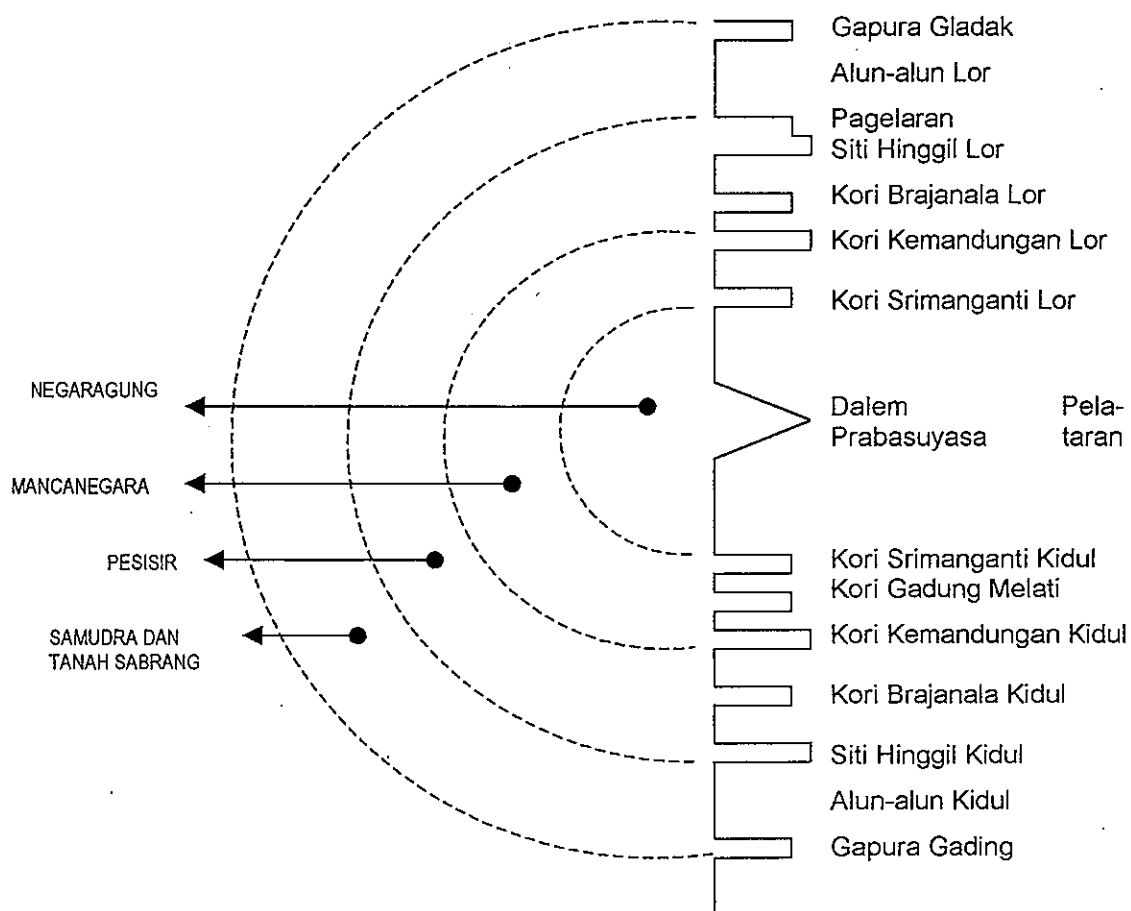 Gapura Gladak
Alun-alun Lor
Pagelaran
Siti Hinggil Lor
Kori Brajanala Lor
Kori Kemandungan Lor
Kori Srimanganti Lor
NEGARAGUNG
Dalem Pela-
Prabasuyasa taran
MANCANEGARA
PESISIR
Kori Srimanganti Kidul
Kori Gadung Melati
SAMUDRA DAN
TANAH SABRANG
Kori Kemandungan Kidul
Kori Brajanala Kidul
Siti Hinggil Kidul
Alun-alun Kidul
Gapura Gading